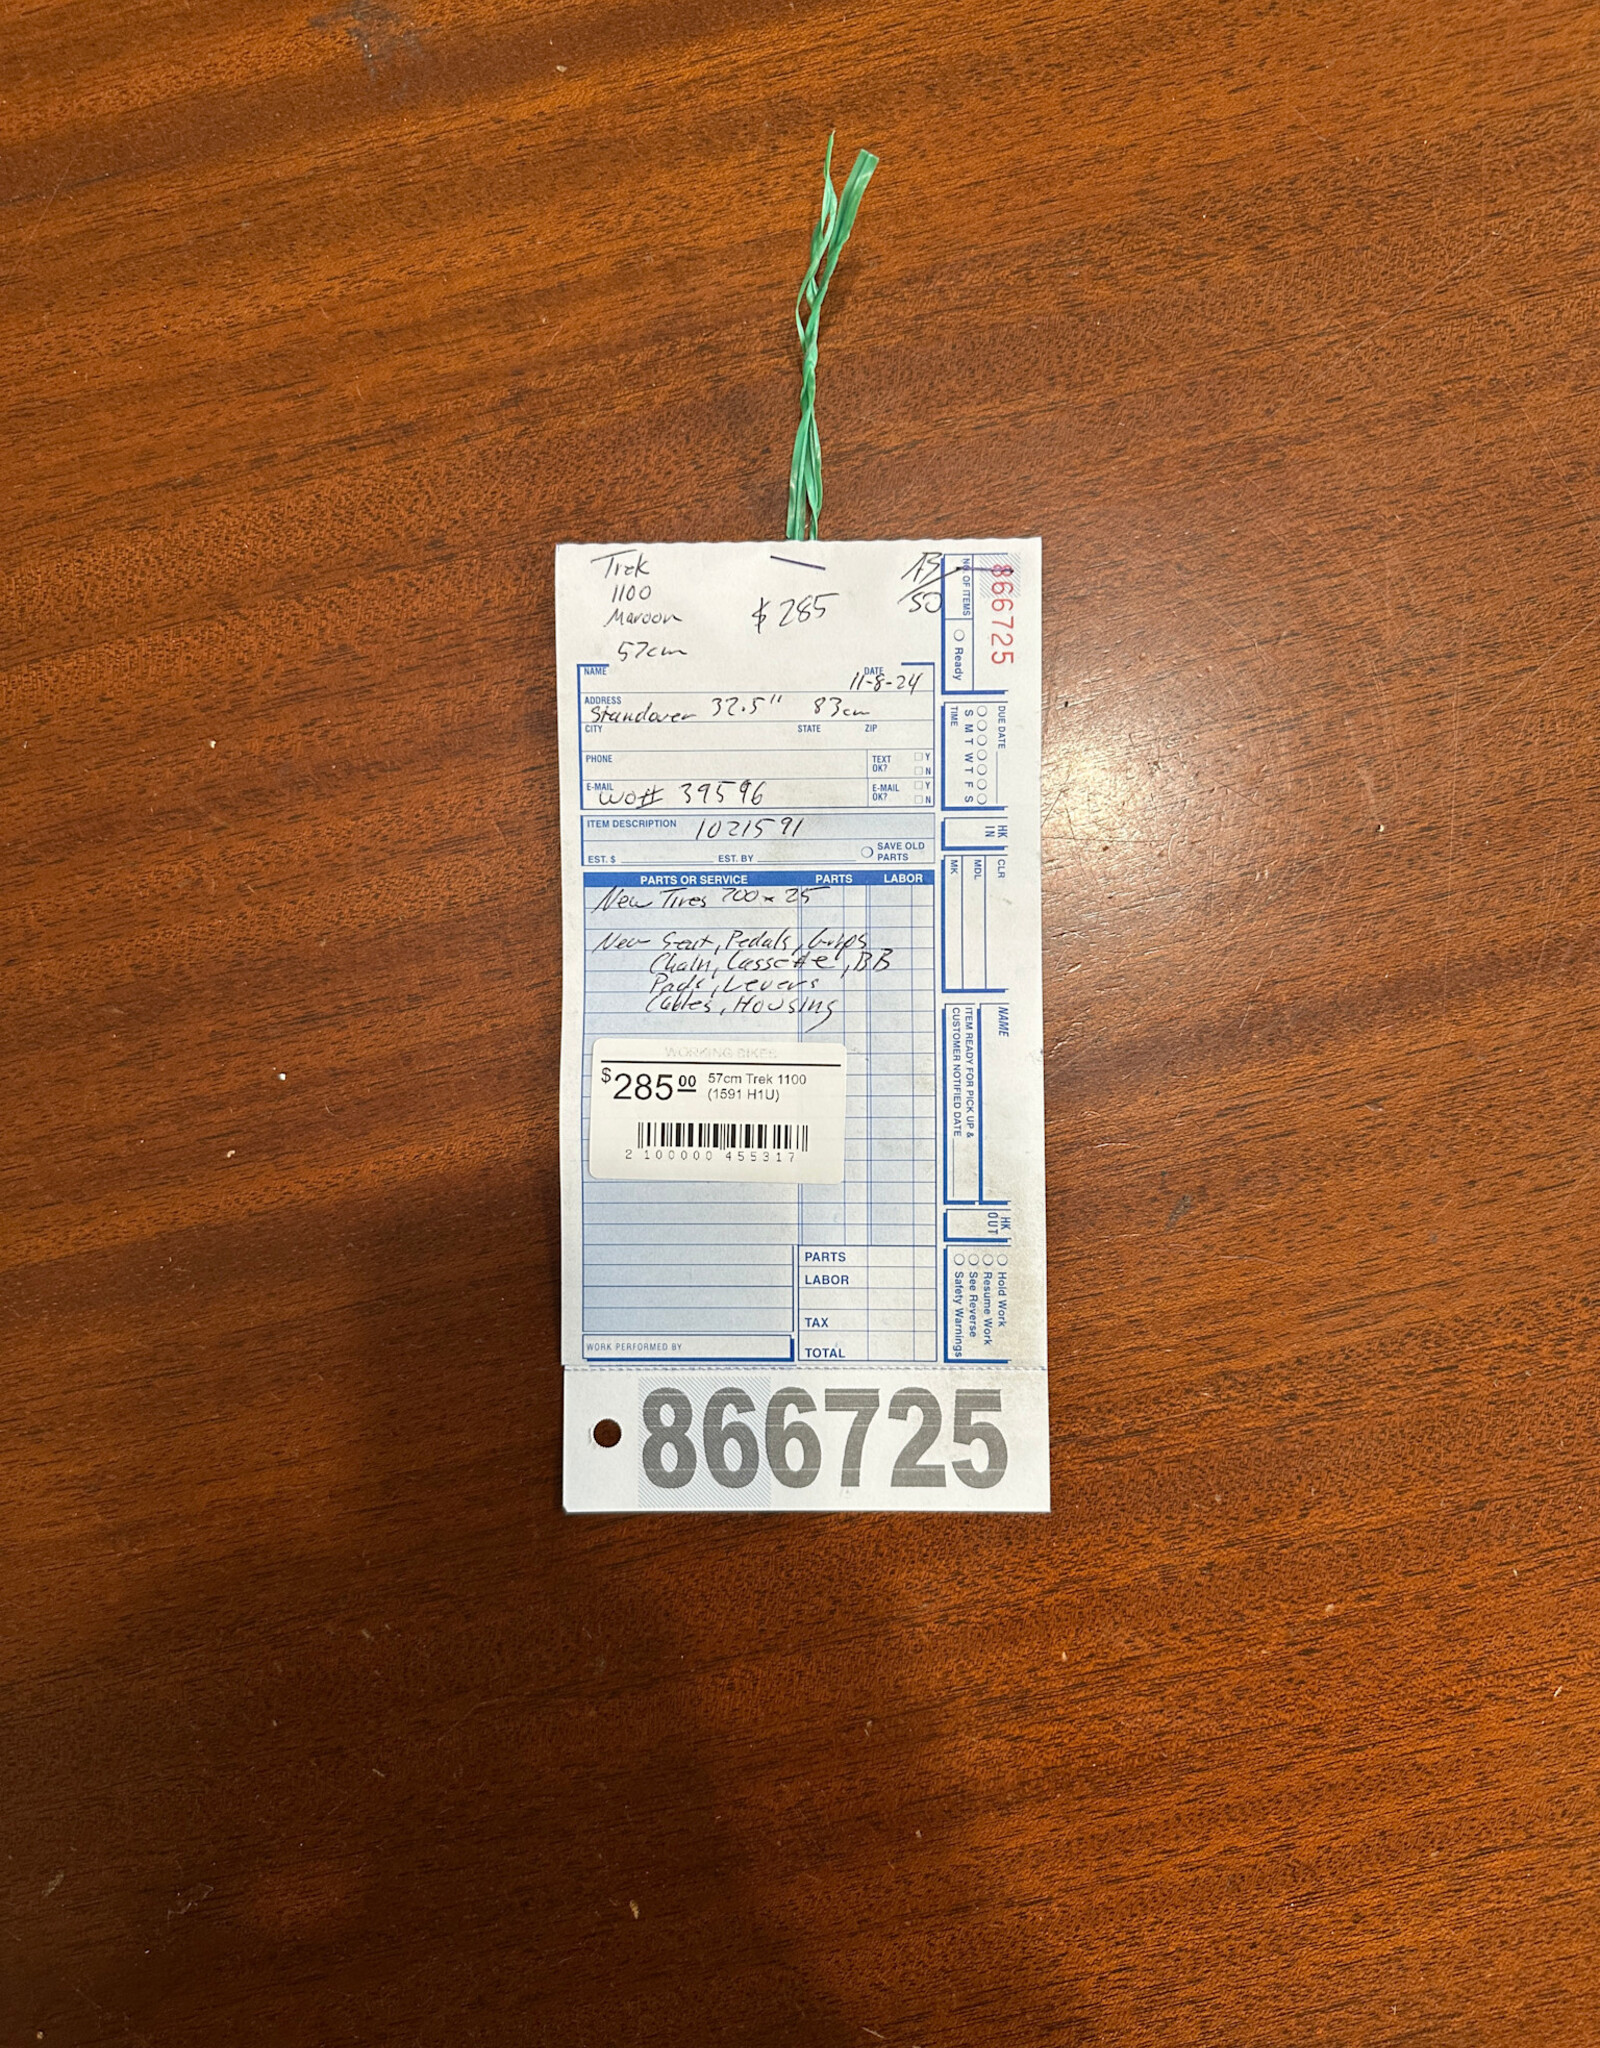 Trek
1100
Maroon
57cm
$285
50
866725
NO. OF ITEMS
Ready
NAME
DATE
11-8-24
ADDRESS
Standover 32.5" 83cm
CITY STATE ZIP
PHONE
TEXT OK? Y N
E-MAIL
WO# 39596
E-MAIL OK? Y N
ITEM DESCRIPTION 1021591
EST. $ EST. BY
SAVE OLD PARTS
PARTS OR SERVICE PARTS LABOR
New Tires 700x25
New Seat, Pedals, Grips
Chain, Cassette, BB
Pads, Levers
Cables, Housing
WORKING BIKES
$285.00 57cm Trek 1100
(1591 H1U)
2 100000 455317
PARTS
LABOR
TAX
TOTAL
WORK PERFORMED BY
DUE DATE
S M T W T F S
TIME
HK IN
CLR
MDL
MK
NAME
ITEM READY FOR PICK UP &
CUSTOMER NOTIFIED DATE
HK OUT
Hold Work
Resume Work
See Reverse
Safety Warnings
866725